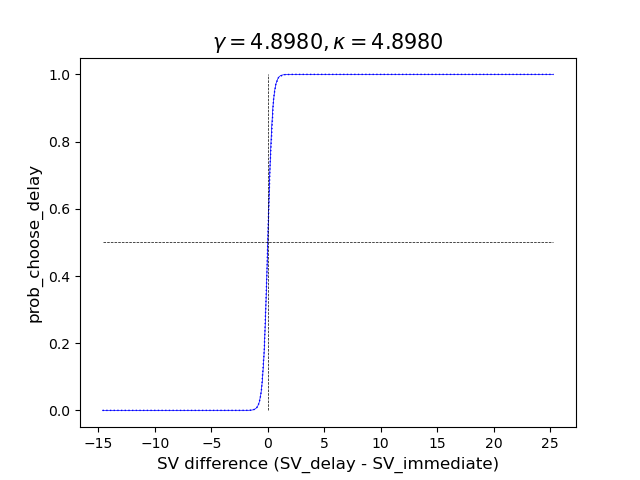 γ = 4.8980, κ = 4.8980
1.0
0.8
0.6
0.4
0.2
0.0
prob_choose_delay
−15 −10 −5 0 5 10 15 20 25
SV difference (SV_delay - SV_immediate)